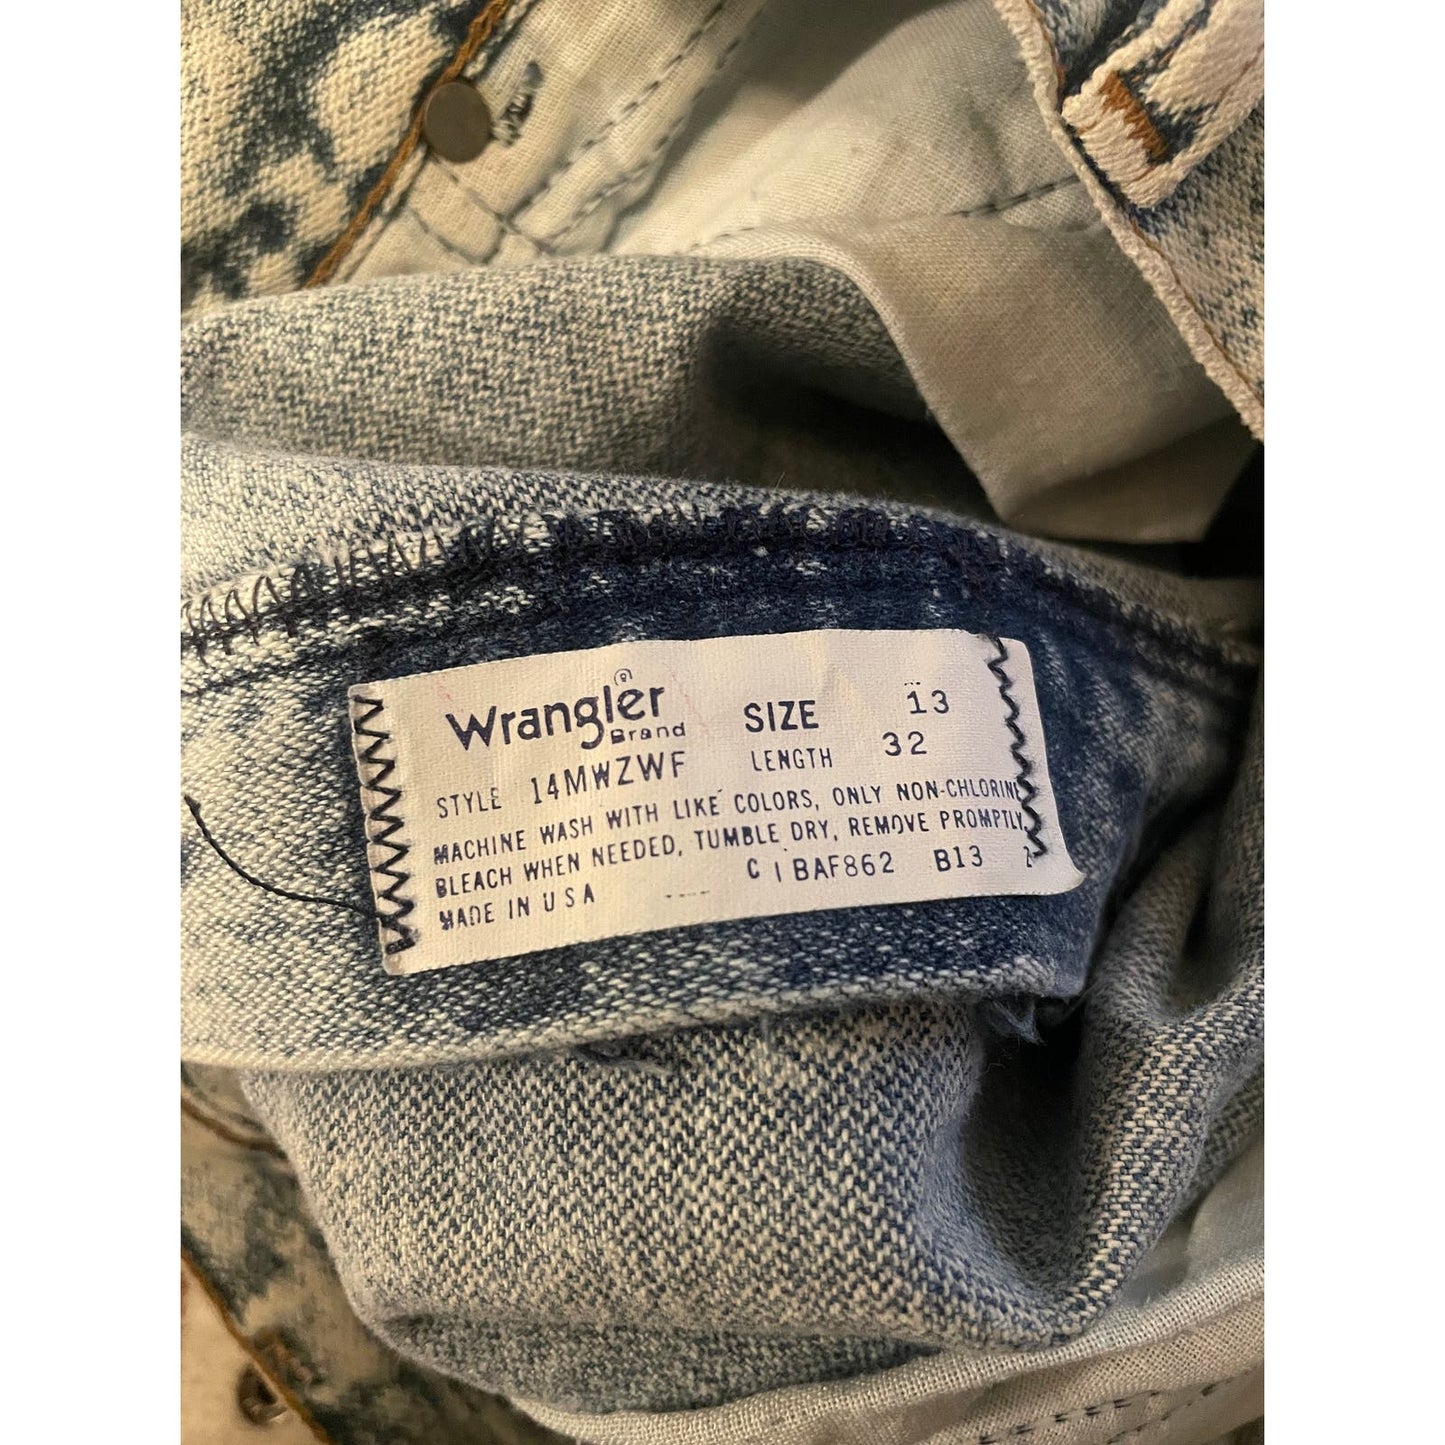 Wrangler ®
Brand
SIZE 13
STYLE 14MWZWF LENGTH 32
MACHINE WASH WITH LIKE COLORS, ONLY NON-CHLORINE
BLEACH WHEN NEEDED, TUMBLE DRY, REMOVE PROMPTLY.
MADE IN USA C | BAF862 B13